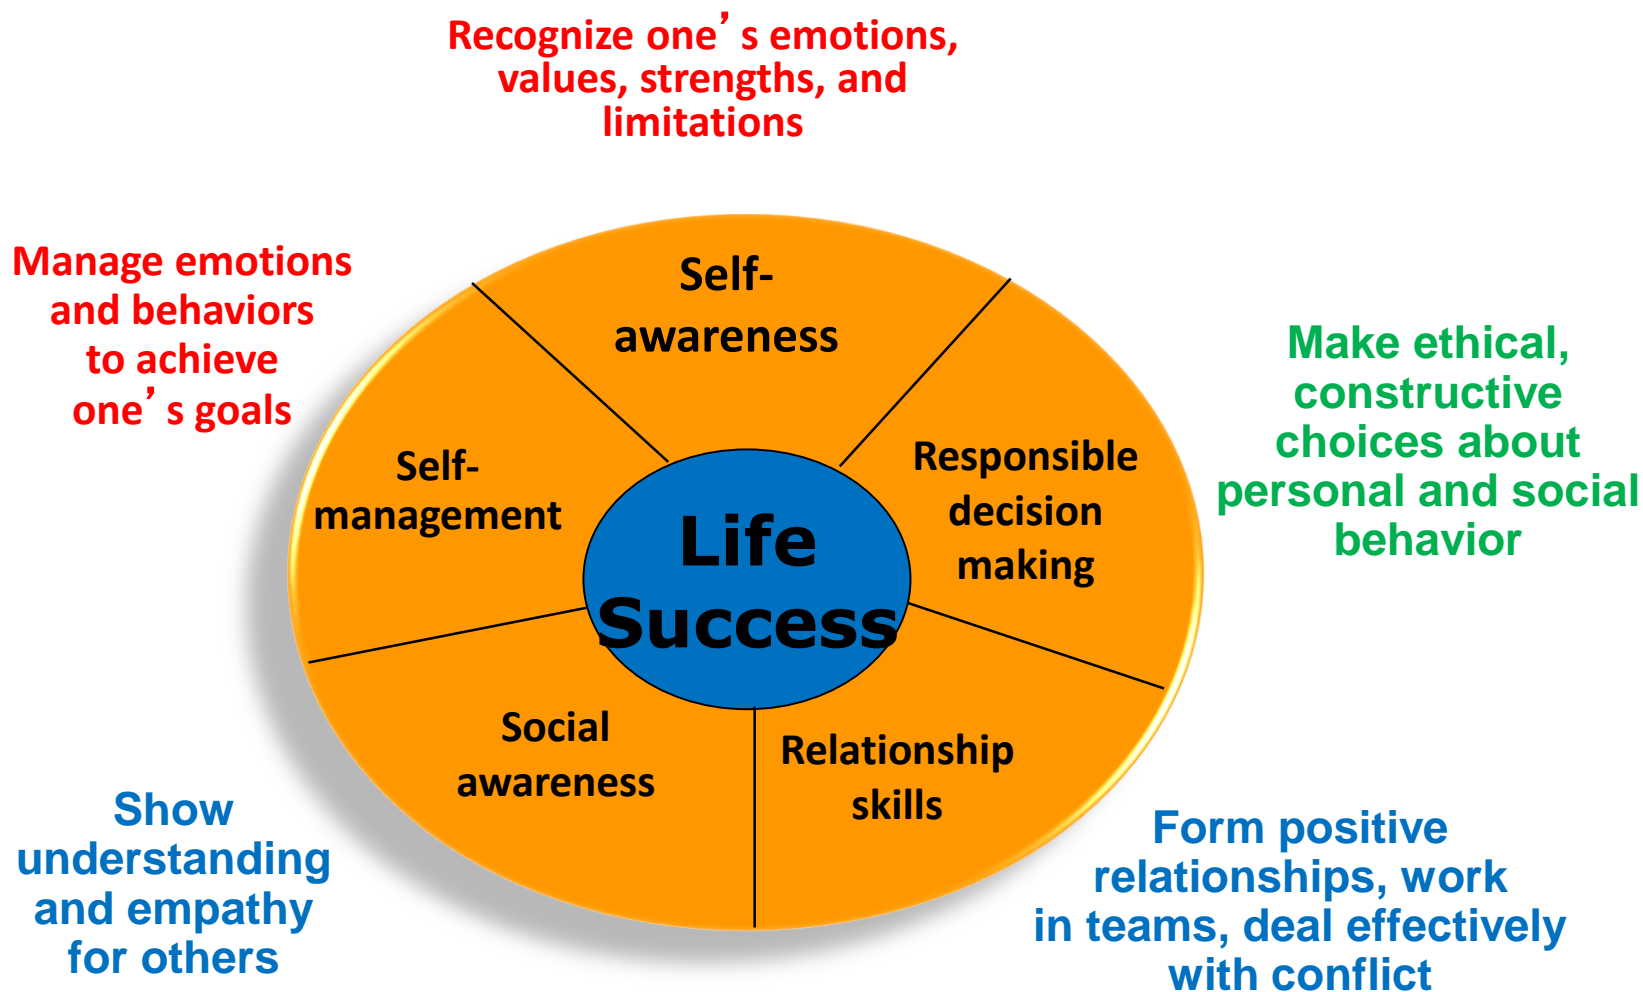 Recognize one’s emotions,
values, strengths, and
limitations
Manage emotions
and behaviors
to achieve
one’s goals
Self-
awareness
Make ethical,
constructive
choices about
personal and social
behavior
Self-
management
Responsible
decision
making
Life
Success
Social
awareness
Relationship
skills
Show
understanding
and empathy
for others
Form positive
relationships, work
in teams, deal effectively
with conflict